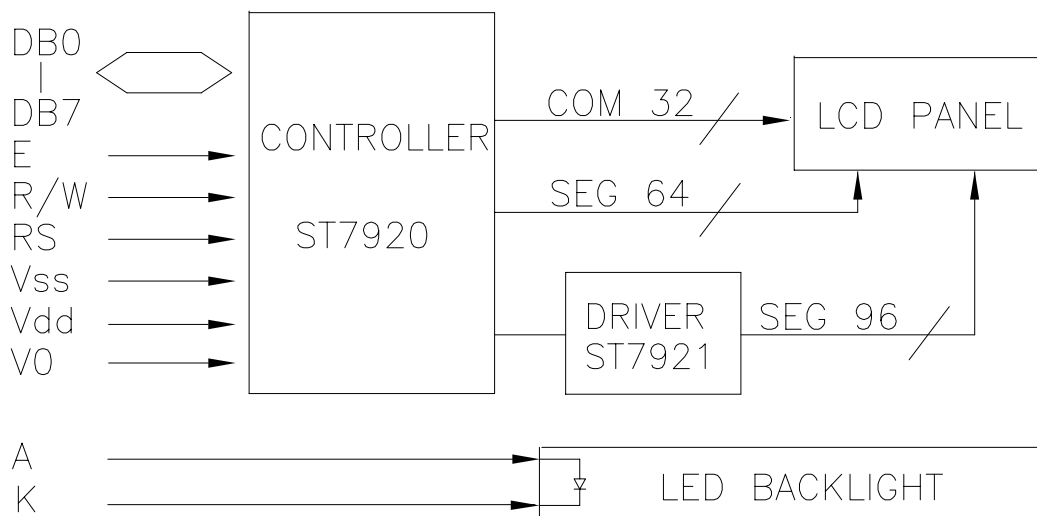 DB0
|
DB7
E
R/W
RS
Vss
Vdd
V0
CONTROLLER
ST7920
COM 32
SEG 64
LCD PANEL
DRIVER
ST7921
SEG 96
A
K
LED BACKLIGHT